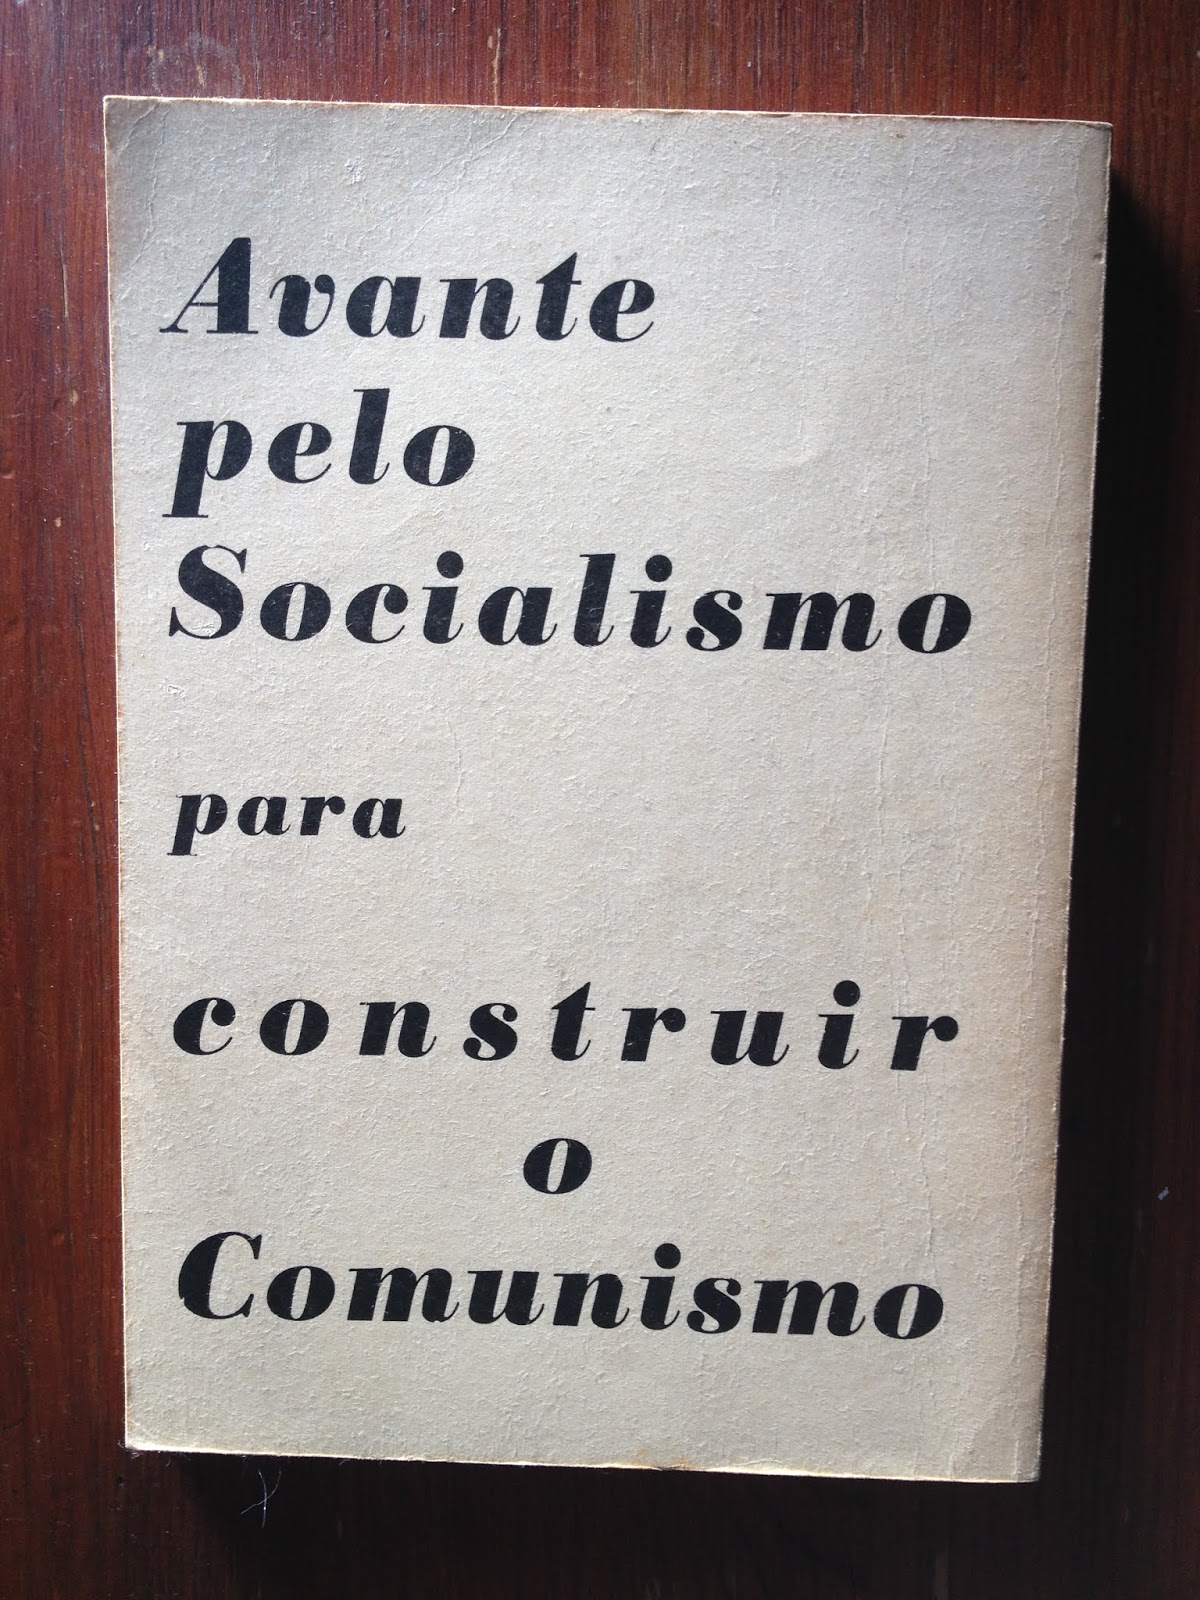 Avante
pelo
Socialismo
para
construir
o
Comunismo